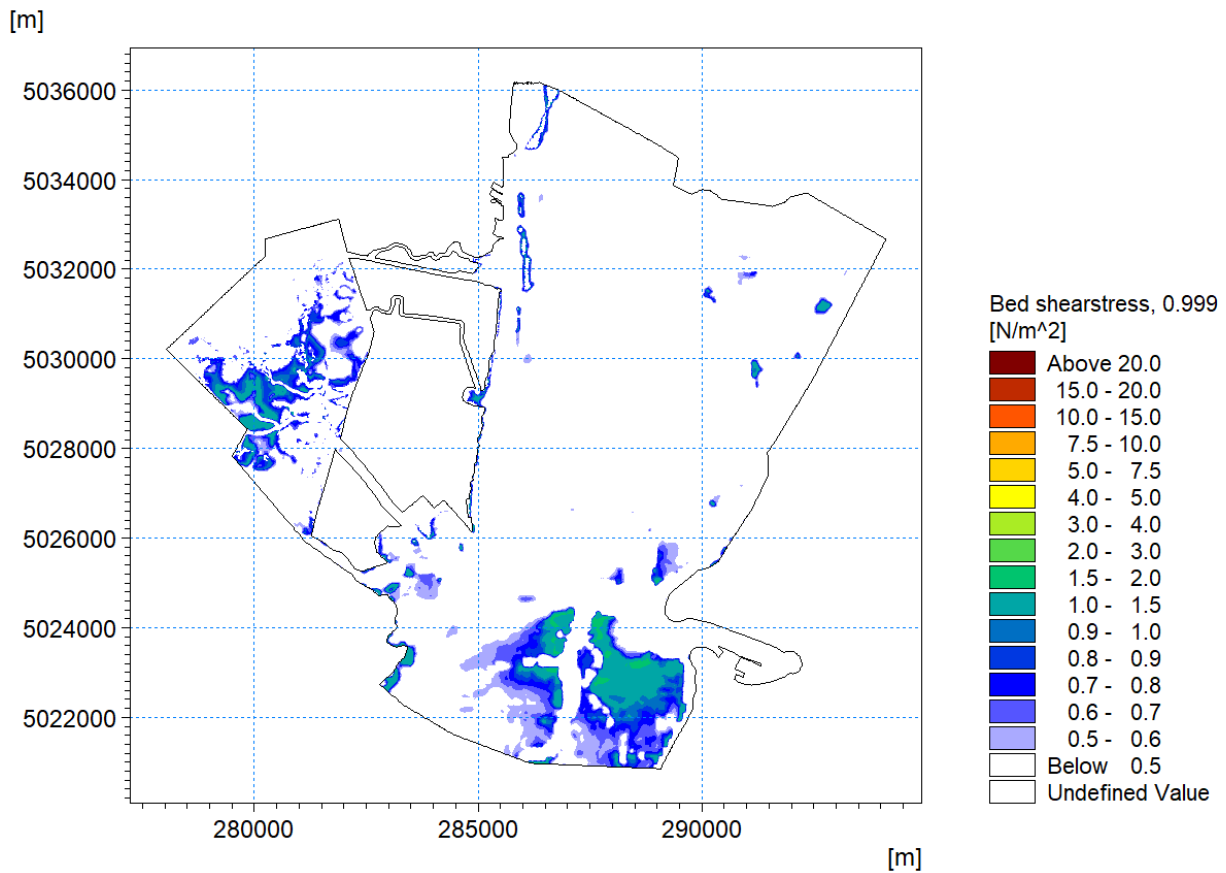 [m]
5036000
5034000
5032000
5030000
5028000
5026000
5024000
5022000
280000 285000 290000
[m]
Bed shearstress, 0.999
[N/m^2]
Above 20.0
15.0 - 20.0
10.0 - 15.0
7.5 - 10.0
5.0 - 7.5
4.0 - 5.0
3.0 - 4.0
2.0 - 3.0
1.5 - 2.0
1.0 - 1.5
0.9 - 1.0
0.8 - 0.9
0.7 - 0.8
0.6 - 0.7
0.5 - 0.6
Below 0.5
Undefined Value